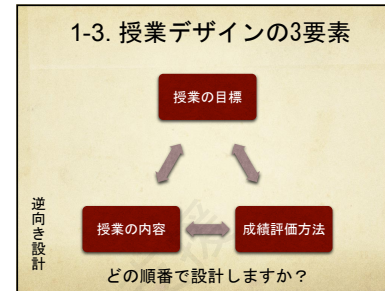 1-3. 授業デザインの3要素
授業の目標
逆向き設計
授業の内容
成績評価方法
どの順番で設計しますか？